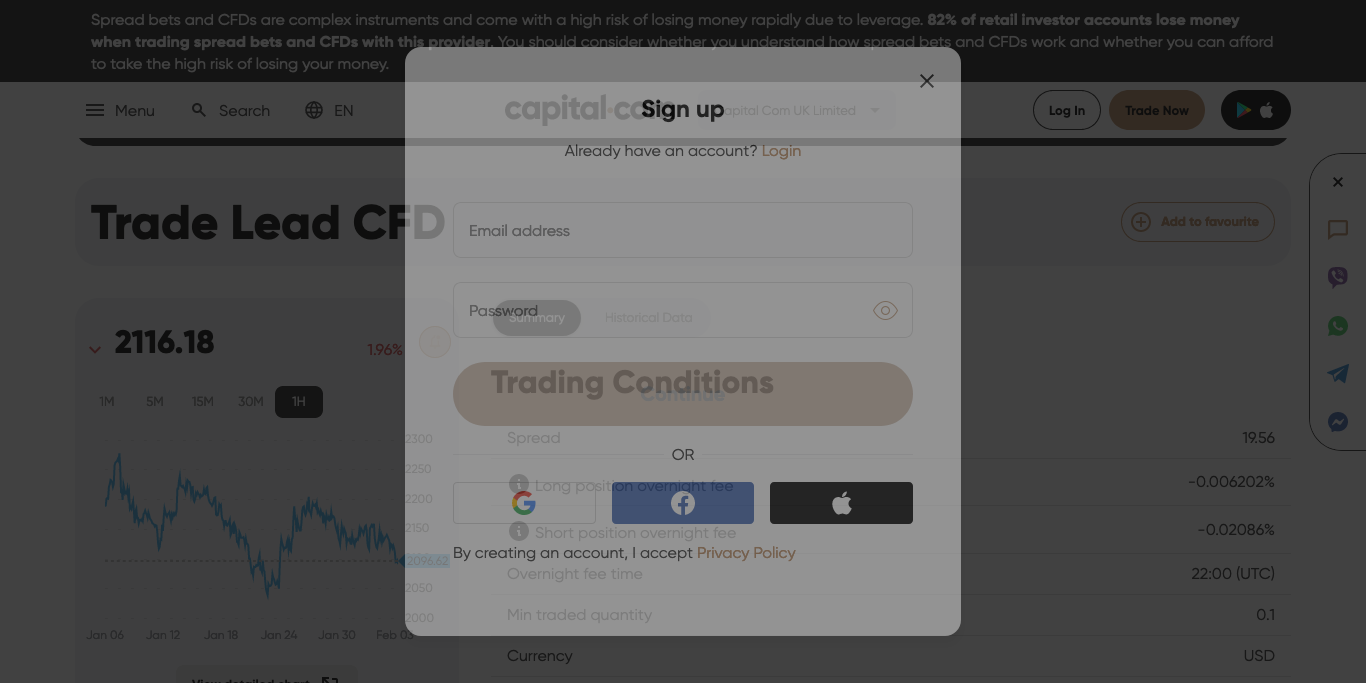 Spread bets and CFDs are complex instruments and come with a high risk of losing money rapidly due to leverage. 82% of retail investor accounts lose money
when trading spread bets and CFDs with this provider. You should consider whether you understand how spread bets and CFDs work and whether you can afford
to take the high risk of losing your money.
Menu
Search
EN
capital.com
Capital Com UK Limited
Log In
Trade Now
Sign up
Already have an account? Login
Trade Lead CFD
Add to favourite
Email address
Password
Summary
Historical Data
2116.18
1.96%
1M 5M 15M 30M 1H
Trading Conditions
Continue
2300
2250
2200
2150
2096.62
2050
2000
Jan 06 Jan 12 Jan 18 Jan 24 Jan 30 Feb 05
View detailed chart
Spread 19.56
OR
Long position overnight fee -0.006202%
Short position overnight fee -0.02086%
By creating an account, I accept Privacy Policy
Overnight fee time 22:00 (UTC)
Min traded quantity 0.1
Currency USD